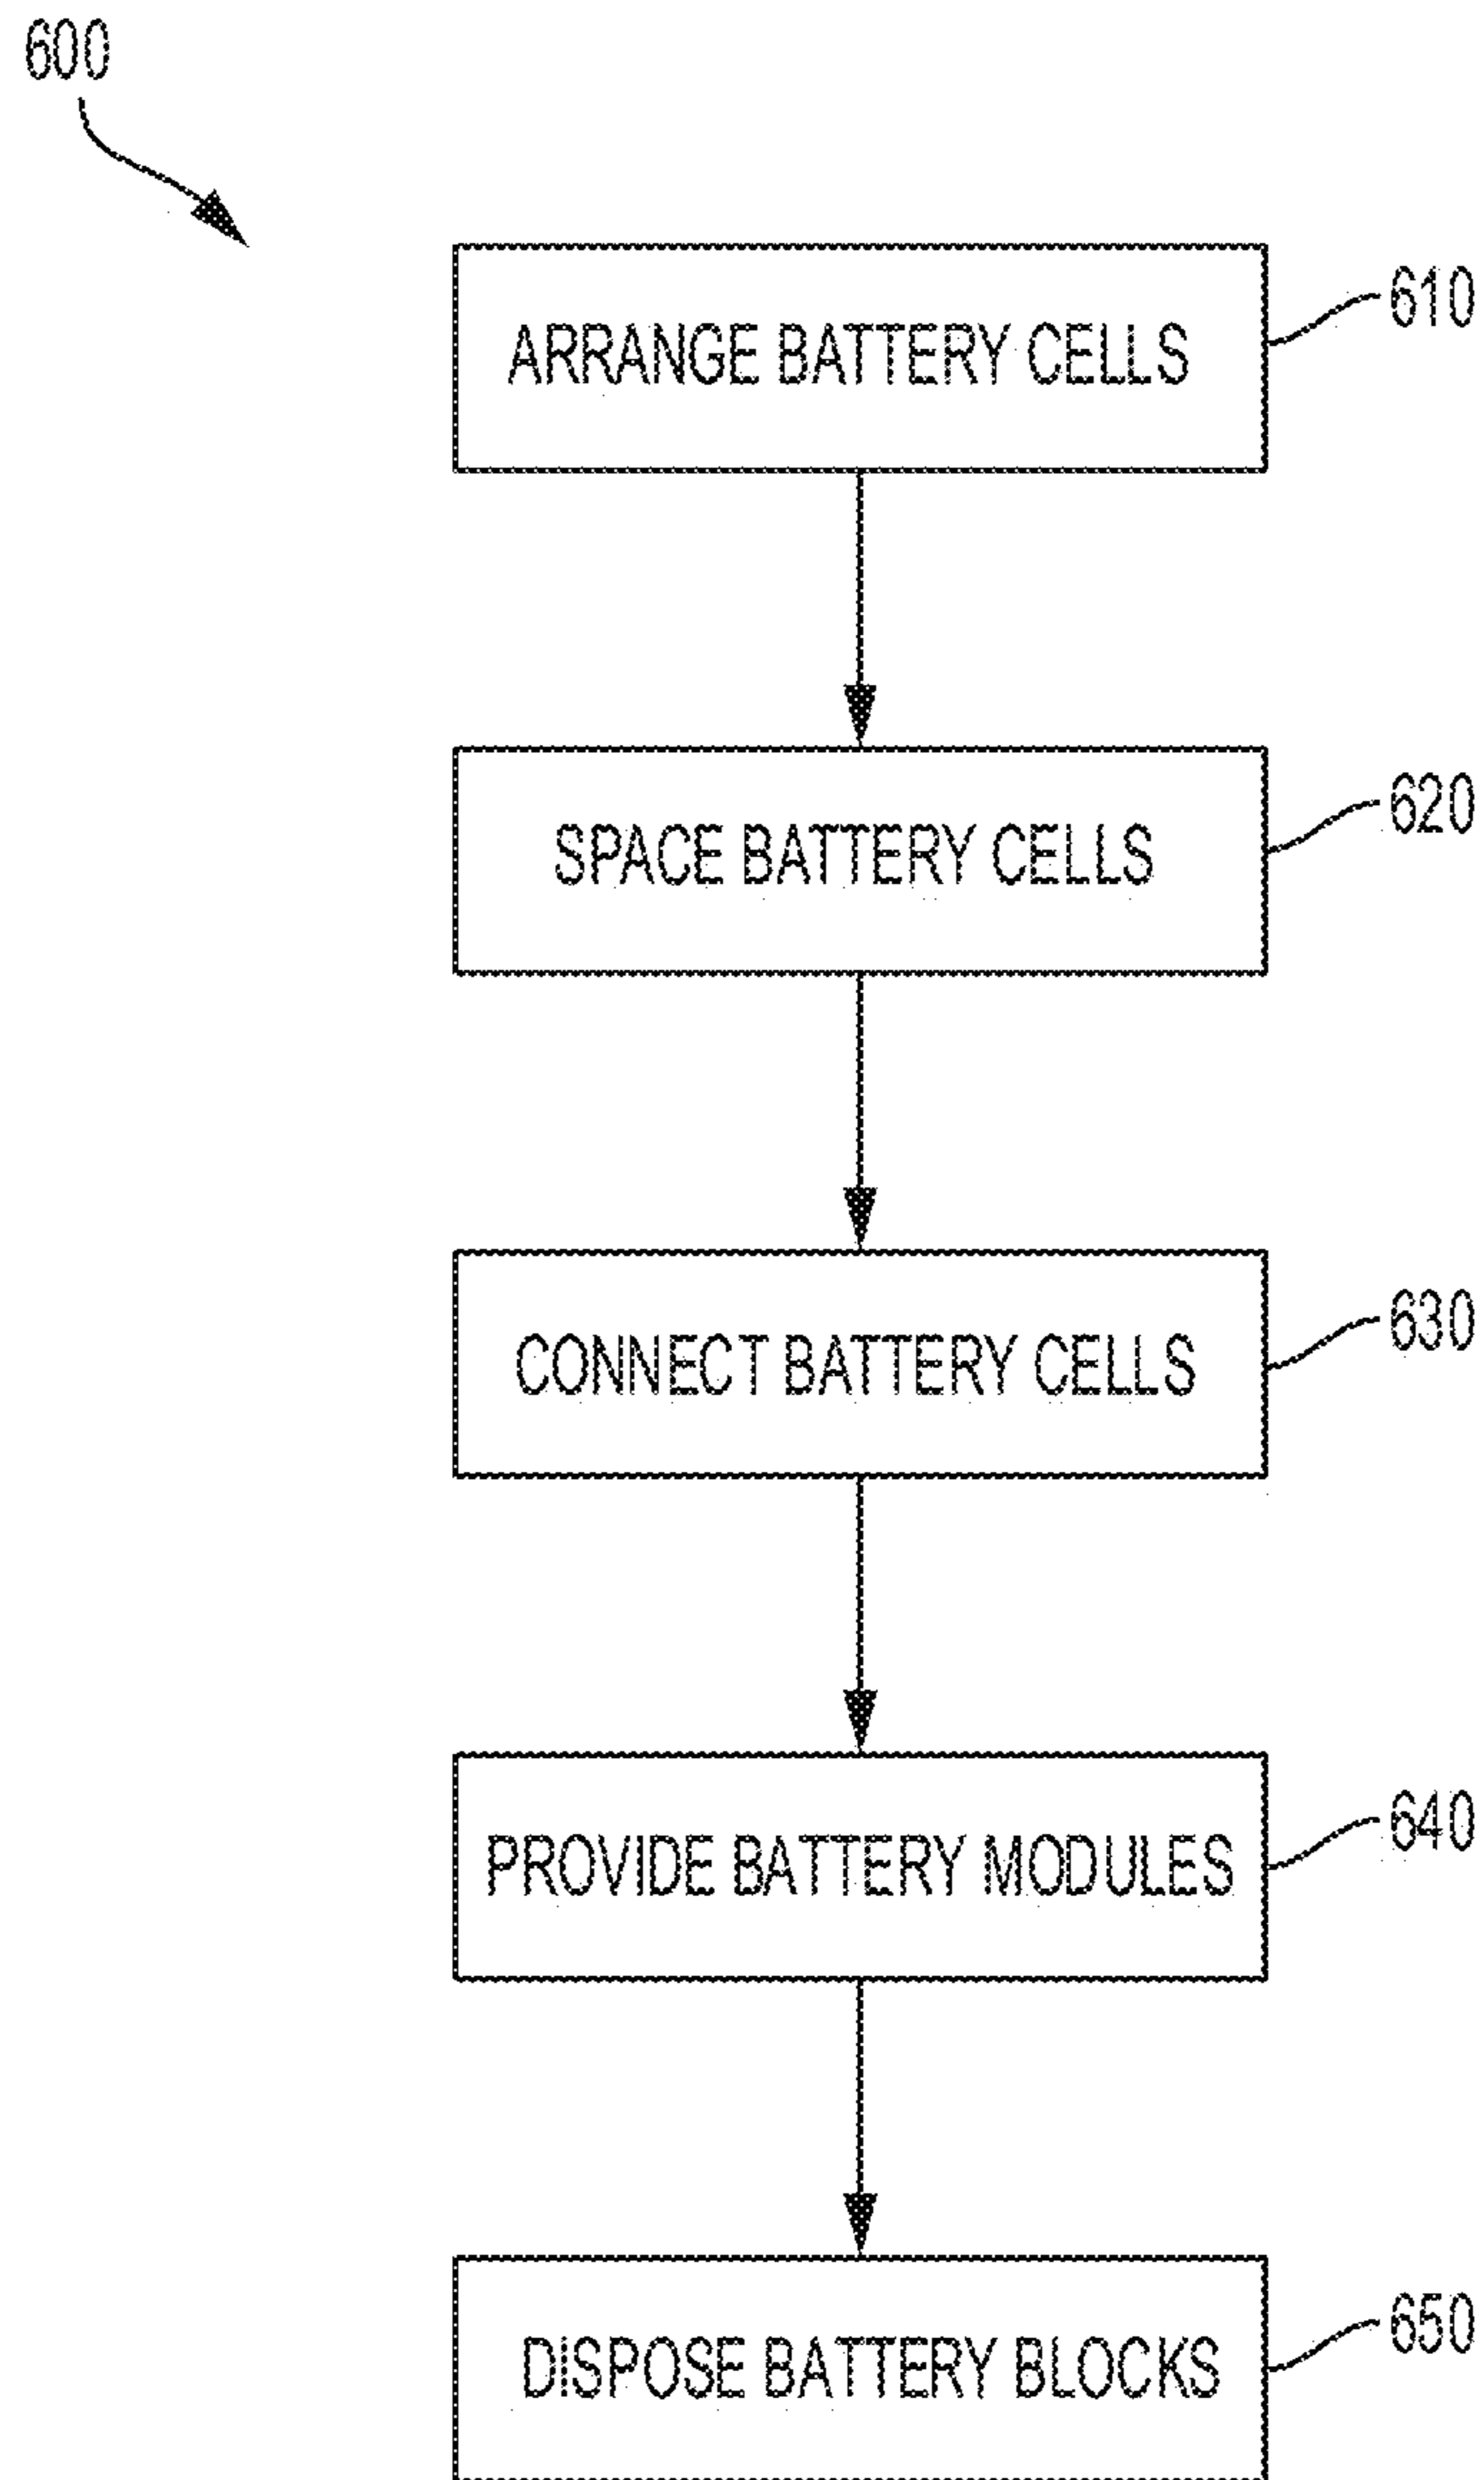 600
ARRANGE BATTERY CELLS
610
SPACE BATTERY CELLS
620
CONNECT BATTERY CELLS
630
PROVIDE BATTERY MODULES
640
DISPOSE BATTERY BLOCKS
650